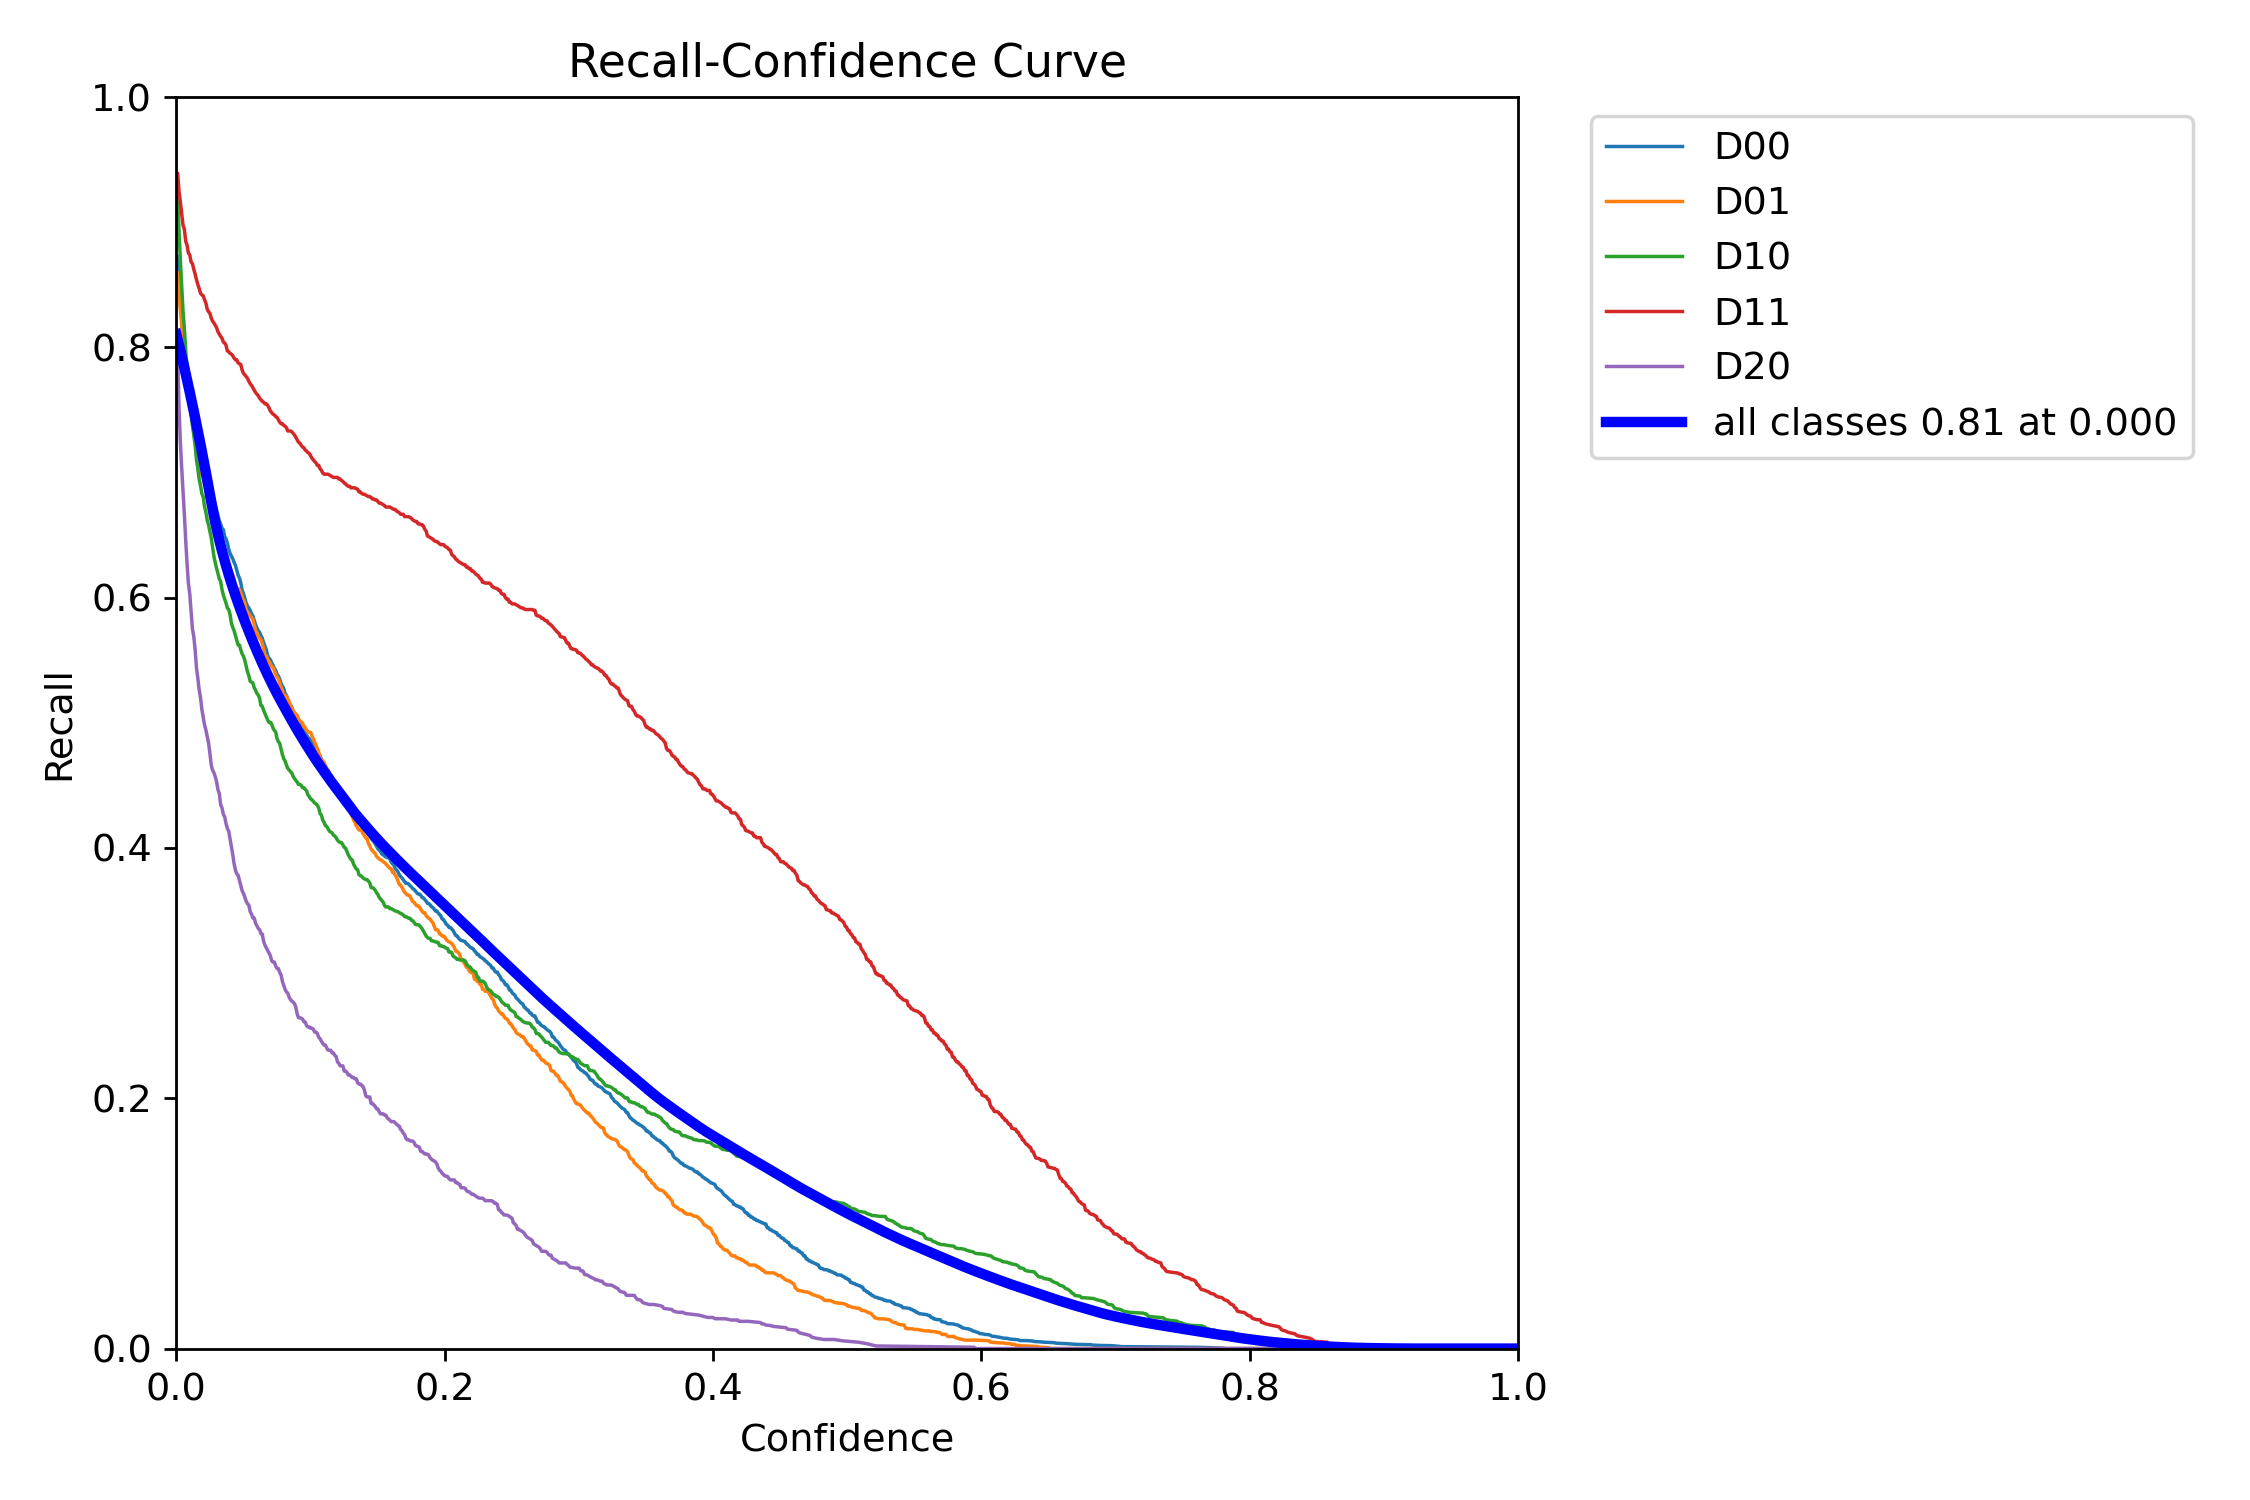 Recall-Confidence Curve
1.0
0.8
0.6
0.4
0.2
0.0
Recall
0.0 0.2 0.4 0.6 0.8 1.0
Confidence
D00
D01
D10
D11
D20
all classes 0.81 at 0.000